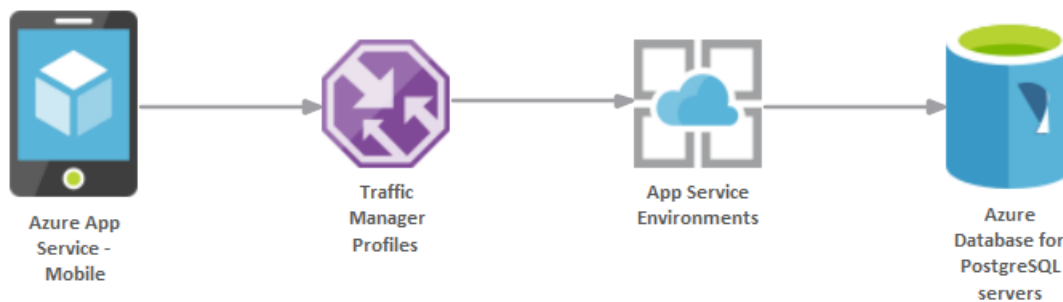 Azure App
Service -
Mobile
Traffic
Manager
Profiles
App Service
Environments
Azure
Database for
PostgreSQL
servers